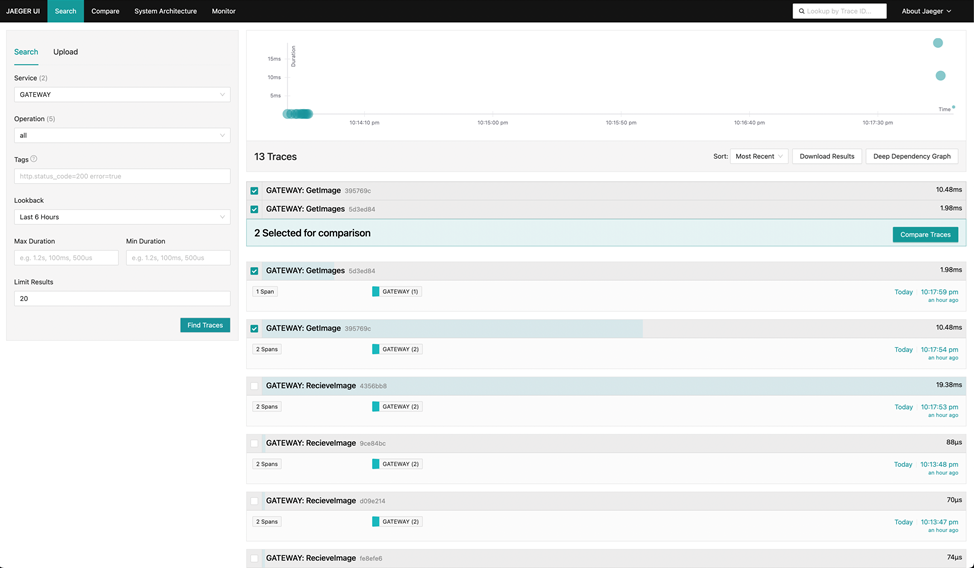 JAEGER UI Search Compare System Architecture Monitor Lookup by Trace ID... About Jaeger
Search Upload
Service (2)
GATEWAY
Operation (5)
all
Tags
http.status_code=200 error=true
Lookback
Last 6 Hours
Max Duration Min Duration
e.g. 1.2s, 100ms, 500us e.g. 1.2s, 100ms, 500us
Limit Results
20
Find Traces
Duration
15ms
10ms
5ms
Time
10:14:10 pm 10:15:00 pm 10:15:50 pm 10:16:40 pm 10:17:30 pm
13 Traces Sort: Most Recent Download Results Deep Dependency Graph
GATEWAY: GetImage 395769c 10.48ms
GATEWAY: GetImages 5d3ed84 1.98ms
2 Selected for comparison Compare Traces
GATEWAY: GetImages 5d3ed84 1.98ms
1 Span GATEWAY (1) Today 10:17:59 pm
an hour ago
GATEWAY: GetImage 395769c 10.48ms
2 Spans GATEWAY (2) Today 10:17:54 pm
an hour ago
GATEWAY: RecieveImage 4356bb8 19.38ms
2 Spans GATEWAY (2) Today 10:17:53 pm
an hour ago
GATEWAY: RecieveImage 9ce84bc 88μs
2 Spans GATEWAY (2) Today 10:13:48 pm
an hour ago
GATEWAY: RecieveImage d09e214 70μs
2 Spans GATEWAY (2) Today 10:13:47 pm
an hour ago
GATEWAY: RecieveImage fe8efe6 74μs